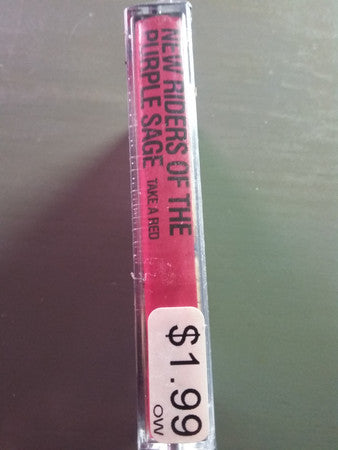 NEW RIDERS OF THE
PURPLE SAGE TAKE A RED
$1.99
OW